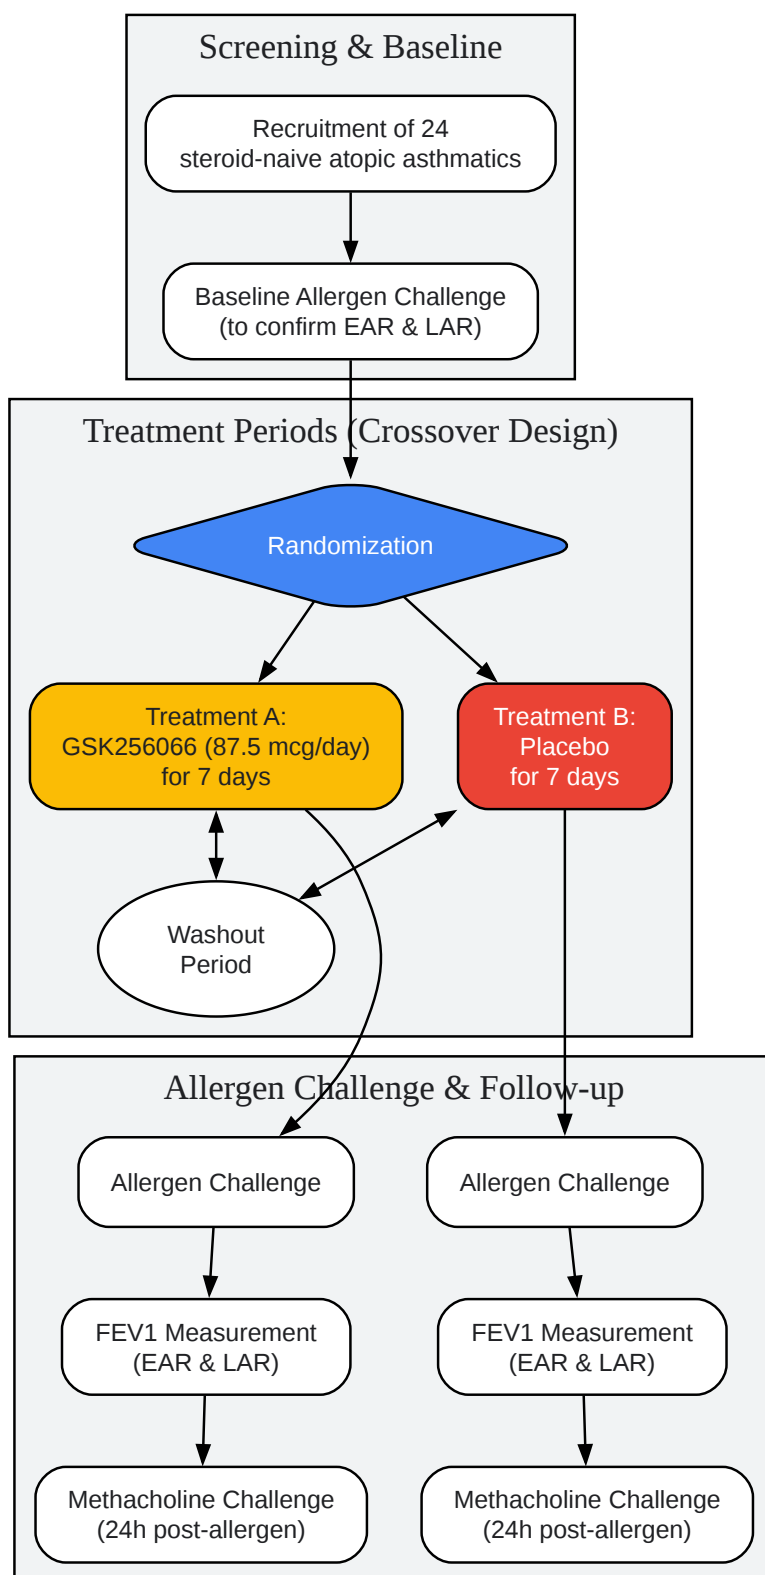 Screening & Baseline
Recruitment of 24
steroid-naive atopic asthmatics
Baseline Allergen Challenge
(to confirm EAR & LAR)
Treatment Periods (Crossover Design)
Randomization
Treatment A:
GSK256066 (87.5 mcg/day)
for 7 days
Treatment B:
Placebo
for 7 days
Washout
Period
Allergen Challenge & Follow-up
Allergen Challenge
Allergen Challenge
FEV1 Measurement
(EAR & LAR)
FEV1 Measurement
(EAR & LAR)
Methacholine Challenge
(24h post-allergen)
Methacholine Challenge
(24h post-allergen)